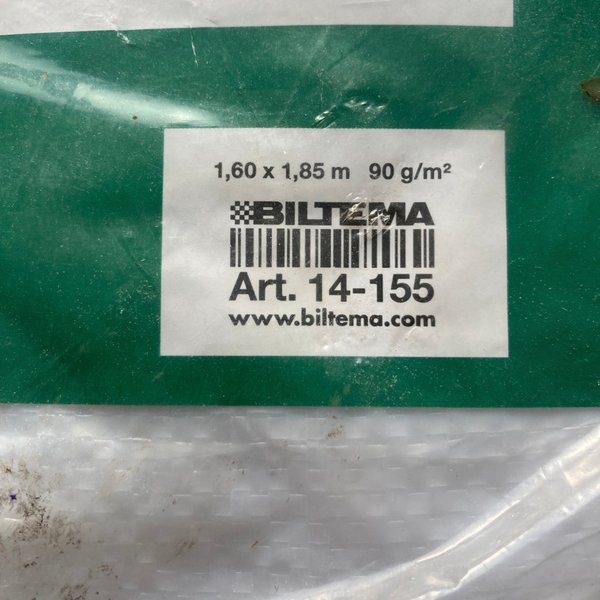 1,60 x 1,85 m 90 g/m²
BILTEMA
Art. 14-155
www.biltema.com